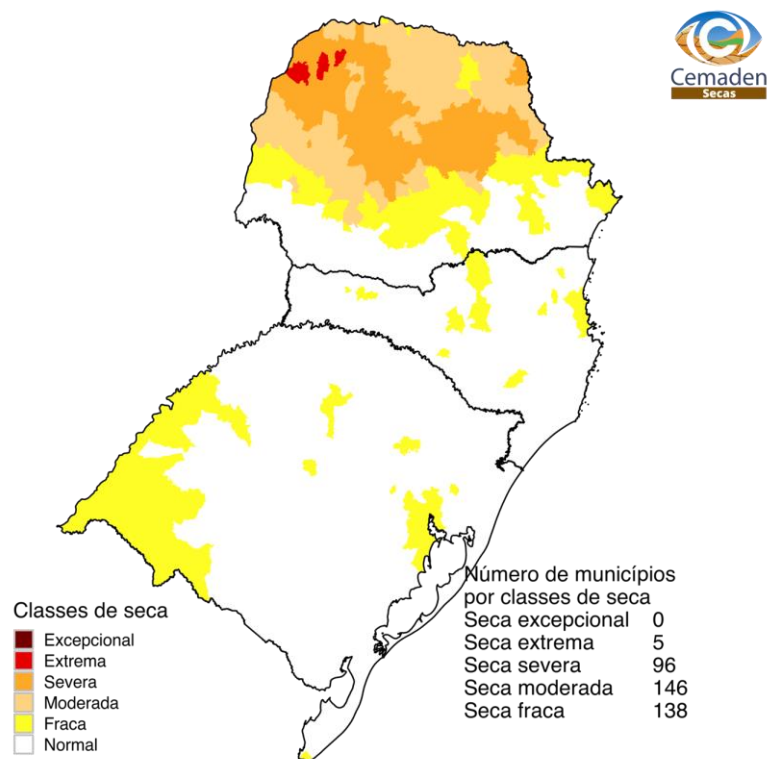 Cemaden
Secas
Número de municípios
por classes de seca
Seca excepcional 0
Seca extrema 5
Seca severa 96
Seca moderada 146
Seca fraca 138
Classes de seca
Excepcional
Extrema
Severa
Moderada
Fraca
Normal